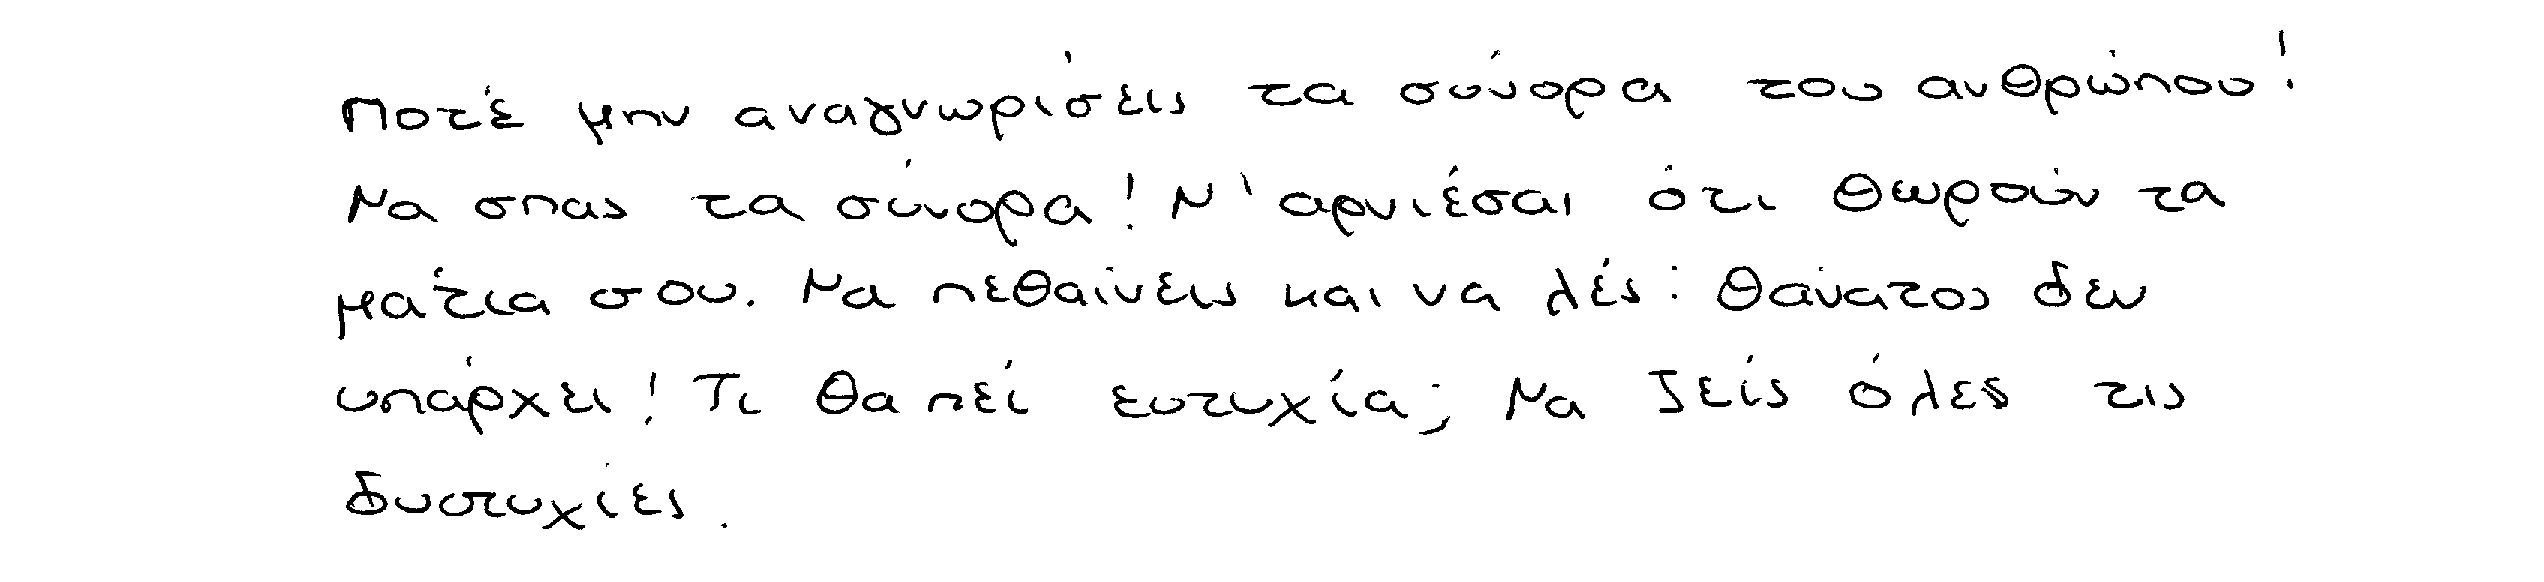 Ποτέ μην αναγνωρίσεις τα σύνορα του ανθρώπου!
Να σπας τα σύνορα! Ν' αρνιέσαι ότι θωρούν τα
μάτια σου. Να πεθαίνεις και να λές: Θάνατος δεν
υπάρχει! Τι θα πεί ευτυχία; Να ζείς όλες τις
δυστυχίες.